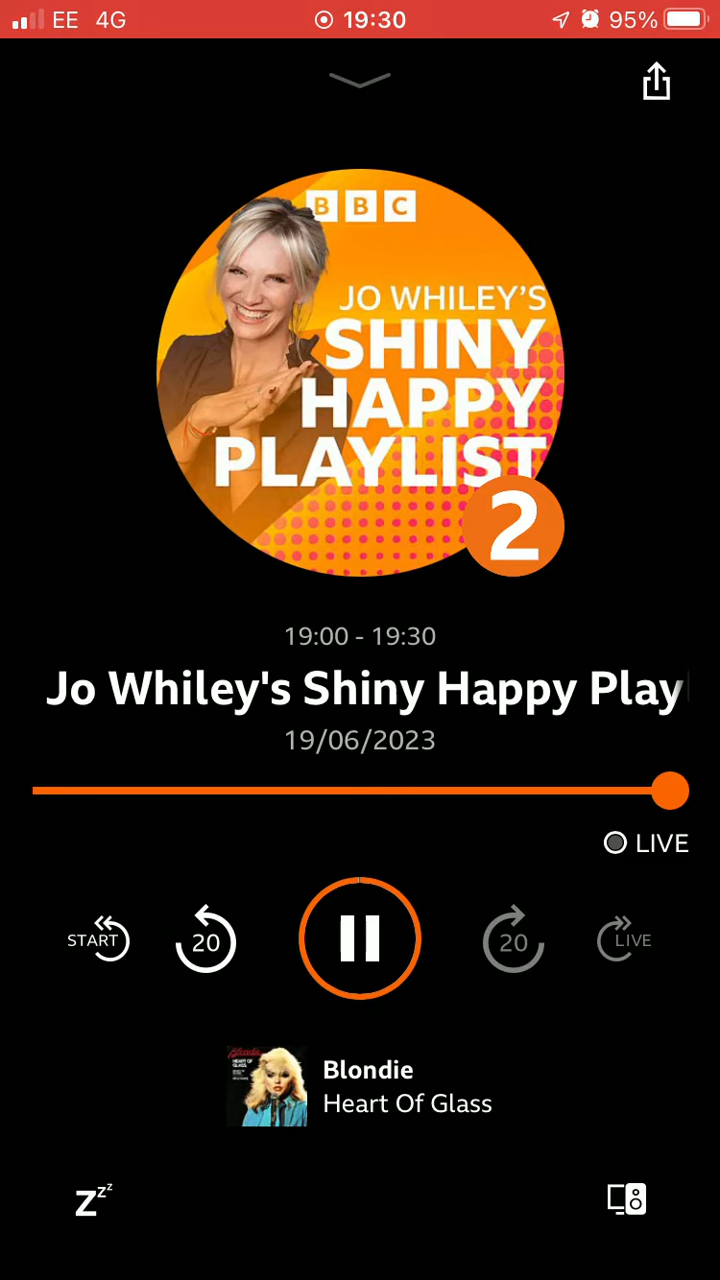 EE 4G 19:30 95%
BBC
JO WHILEY'S
SHINY
HAPPY
PLAYLIST
2
19:00 - 19:30
Jo Whiley's Shiny Happy Play
19/06/2023
LIVE
START 20 20 LIVE
Blondie
Heart Of Glass
Zzz